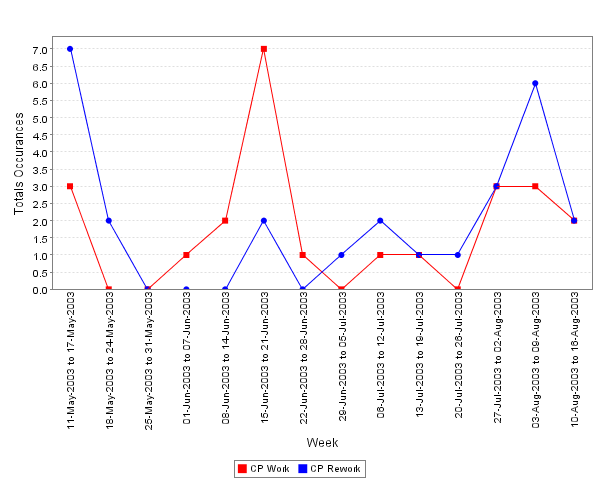 Totals Occurances
7.0
6.5
6.0
5.5
5.0
4.5
4.0
3.5
3.0
2.5
2.0
1.5
1.0
0.5
0.0
11-May-2003 to 17-May-2003
18-May-2003 to 24-May-2003
25-May-2003 to 31-May-2003
01-Jun-2003 to 07-Jun-2003
08-Jun-2003 to 14-Jun-2003
15-Jun-2003 to 21-Jun-2003
22-Jun-2003 to 28-Jun-2003
29-Jun-2003 to 05-Jul-2003
06-Jul-2003 to 12-Jul-2003
13-Jul-2003 to 19-Jul-2003
20-Jul-2003 to 26-Jul-2003
27-Jul-2003 to 02-Aug-2003
03-Aug-2003 to 09-Aug-2003
10-Aug-2003 to 16-Aug-2003
Week
CP Work CP Rework